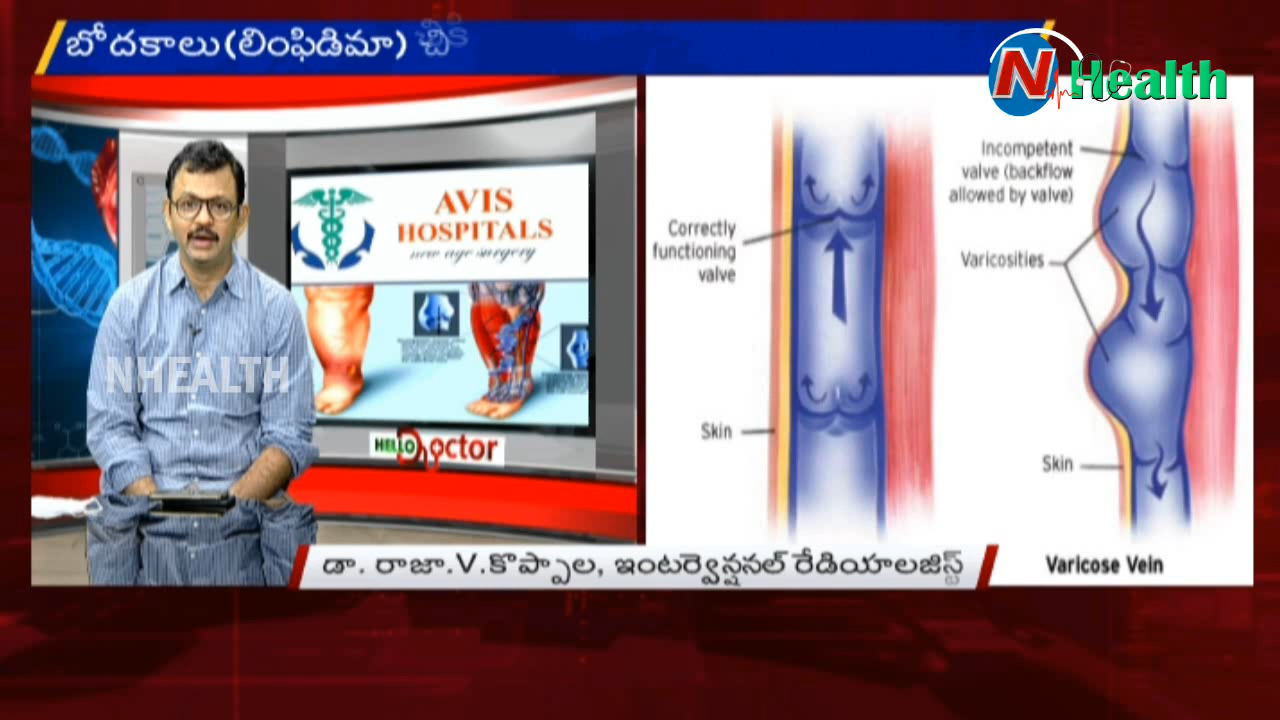 బోదకాలు(లింఫిడిమా)
N Health
AVIS
HOSPITALS
new age surgery
NHEALTH
HELLO Doctor
Correctly
functioning
valve
Skin
Incompetent
valve (backflow
allowed by valve)
Varicosities
Skin
Varicose Vein
డా. రాజా.V.కొప్పాల, ఇంటర్వెన్షనల్ రేడియాలజిస్ట్